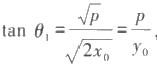 tan θ₁ = √p / √2x₀ = p / y₀,